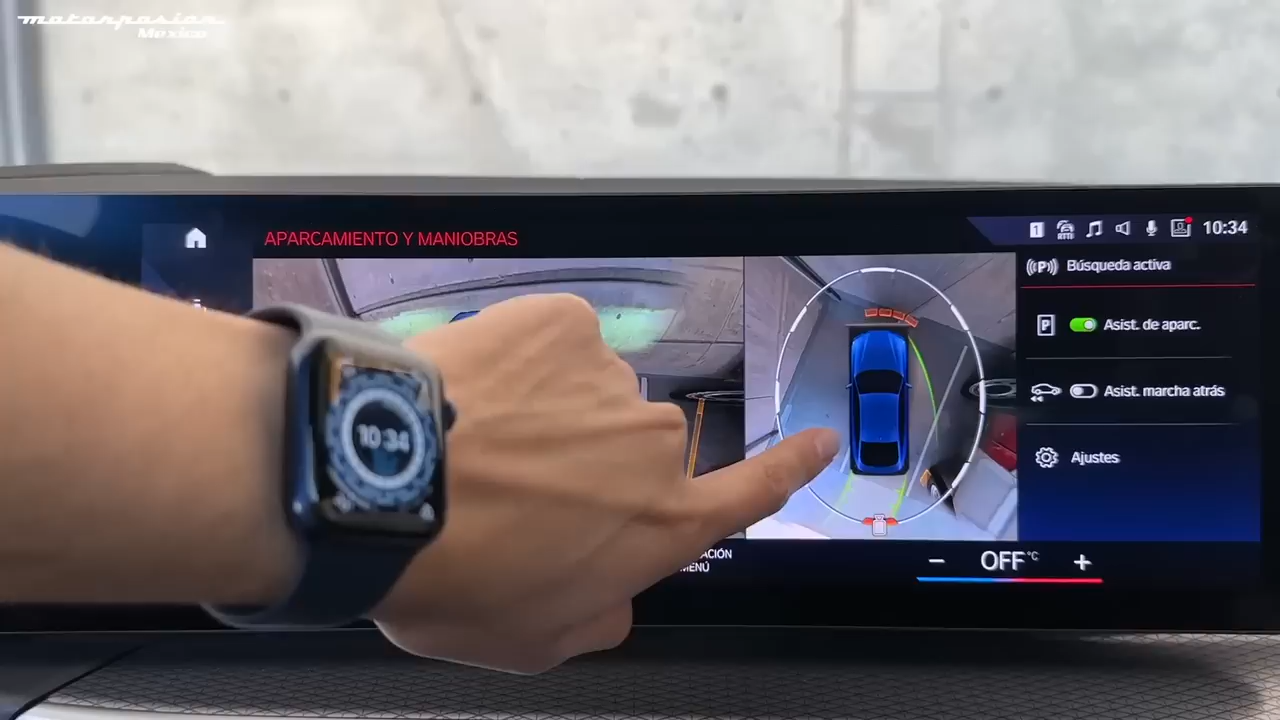 motorpasion
México
APARCAMIENTO Y MANIOBRAS
1
10:34
(P)
Búsqueda activa
P
Asist. de aparc.
Asist. marcha atrás
Ajustes
10:34
ACIÓN
MENÚ
− OFF °C +